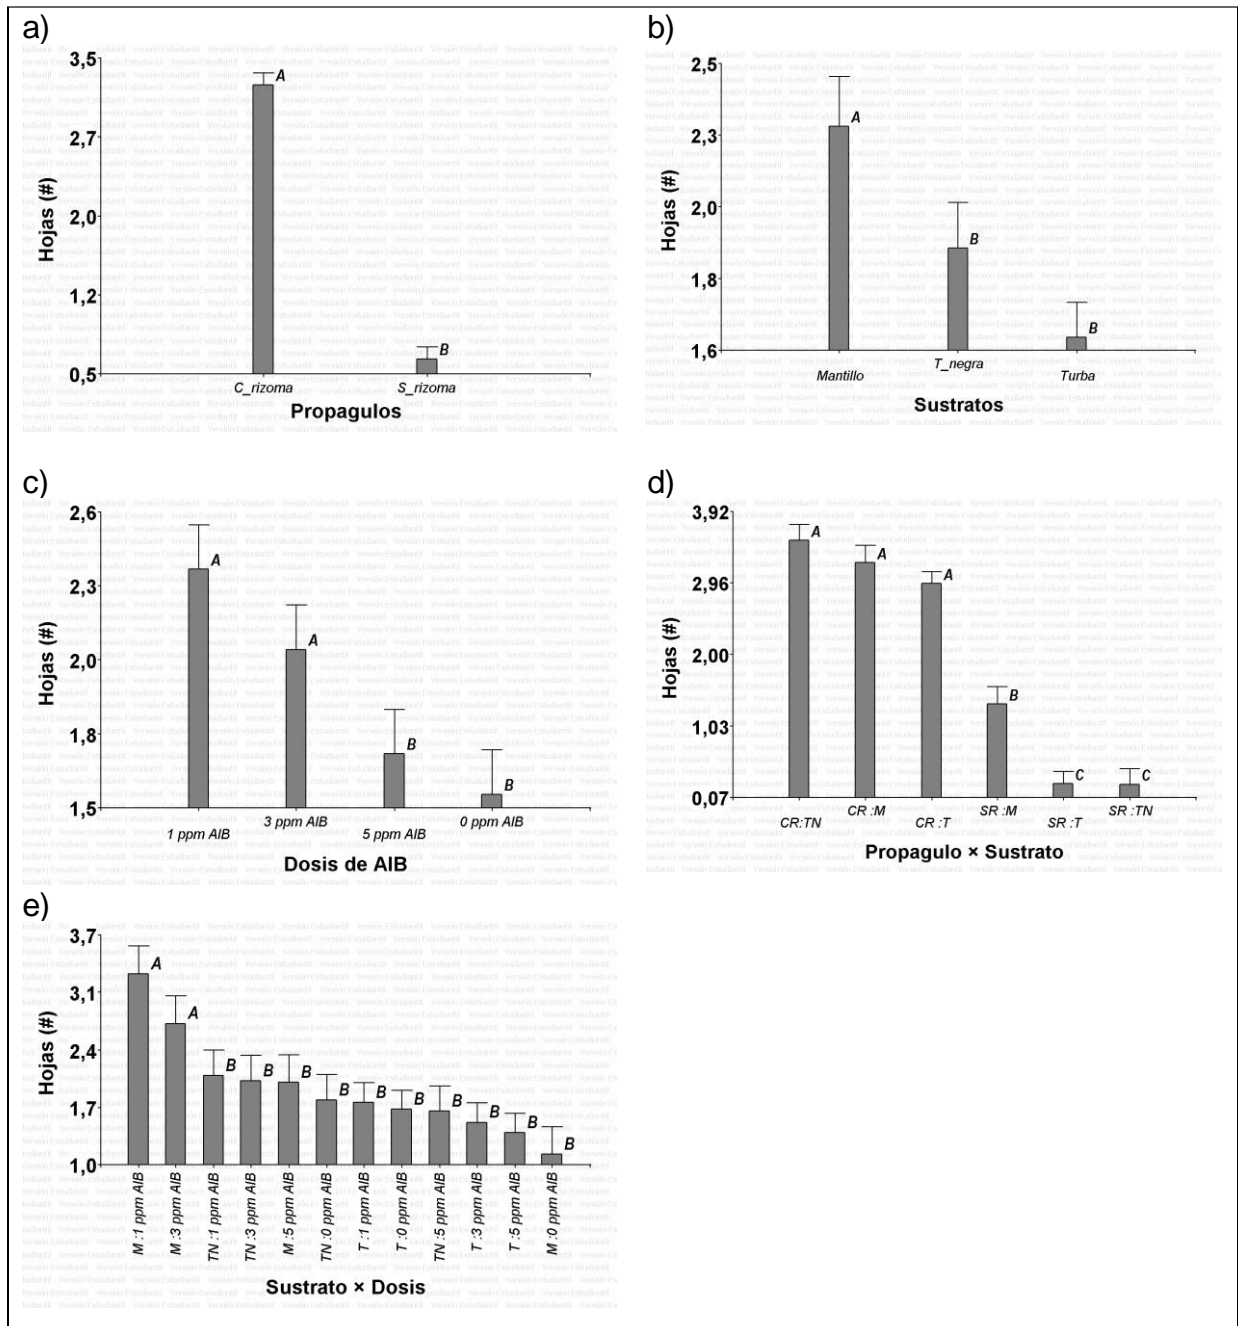 a)
3,5
2,7
2,0
1,2
0,5
Hojas (#)
A
B
C_rizoma
S_rizoma
Propagulos
b)
2,5
2,3
2,0
1,8
1,6
Hojas (#)
A
B
B
Mantillo
T_negra
Turba
Sustratos
c)
2,6
2,3
2,0
1,8
1,5
Hojas (#)
A
A
B
B
1 ppm AIB
3 ppm AIB
5 ppm AIB
0 ppm AIB
Dosis de AIB
d)
3,92
2,96
2,00
1,03
0,07
Hojas (#)
A
A
A
B
C
C
CR:TN
CR :M
CR :T
SR :M
SR :T
SR :TN
Propagulo × Sustrato
e)
3,7
3,1
2,4
1,7
1,0
Hojas (#)
A
A
B
B
B
B
B
B
B
B
B
B
M :1 ppm AIB
M :3 ppm AIB
TN :1 ppm AIB
TN :3 ppm AIB
M :5 ppm AIB
TN :0 ppm AIB
T :1 ppm AIB
T :0 ppm AIB
TN :5 ppm AIB
T :3 ppm AIB
T :5 ppm AIB
M :0 ppm AIB
Sustrato × Dosis